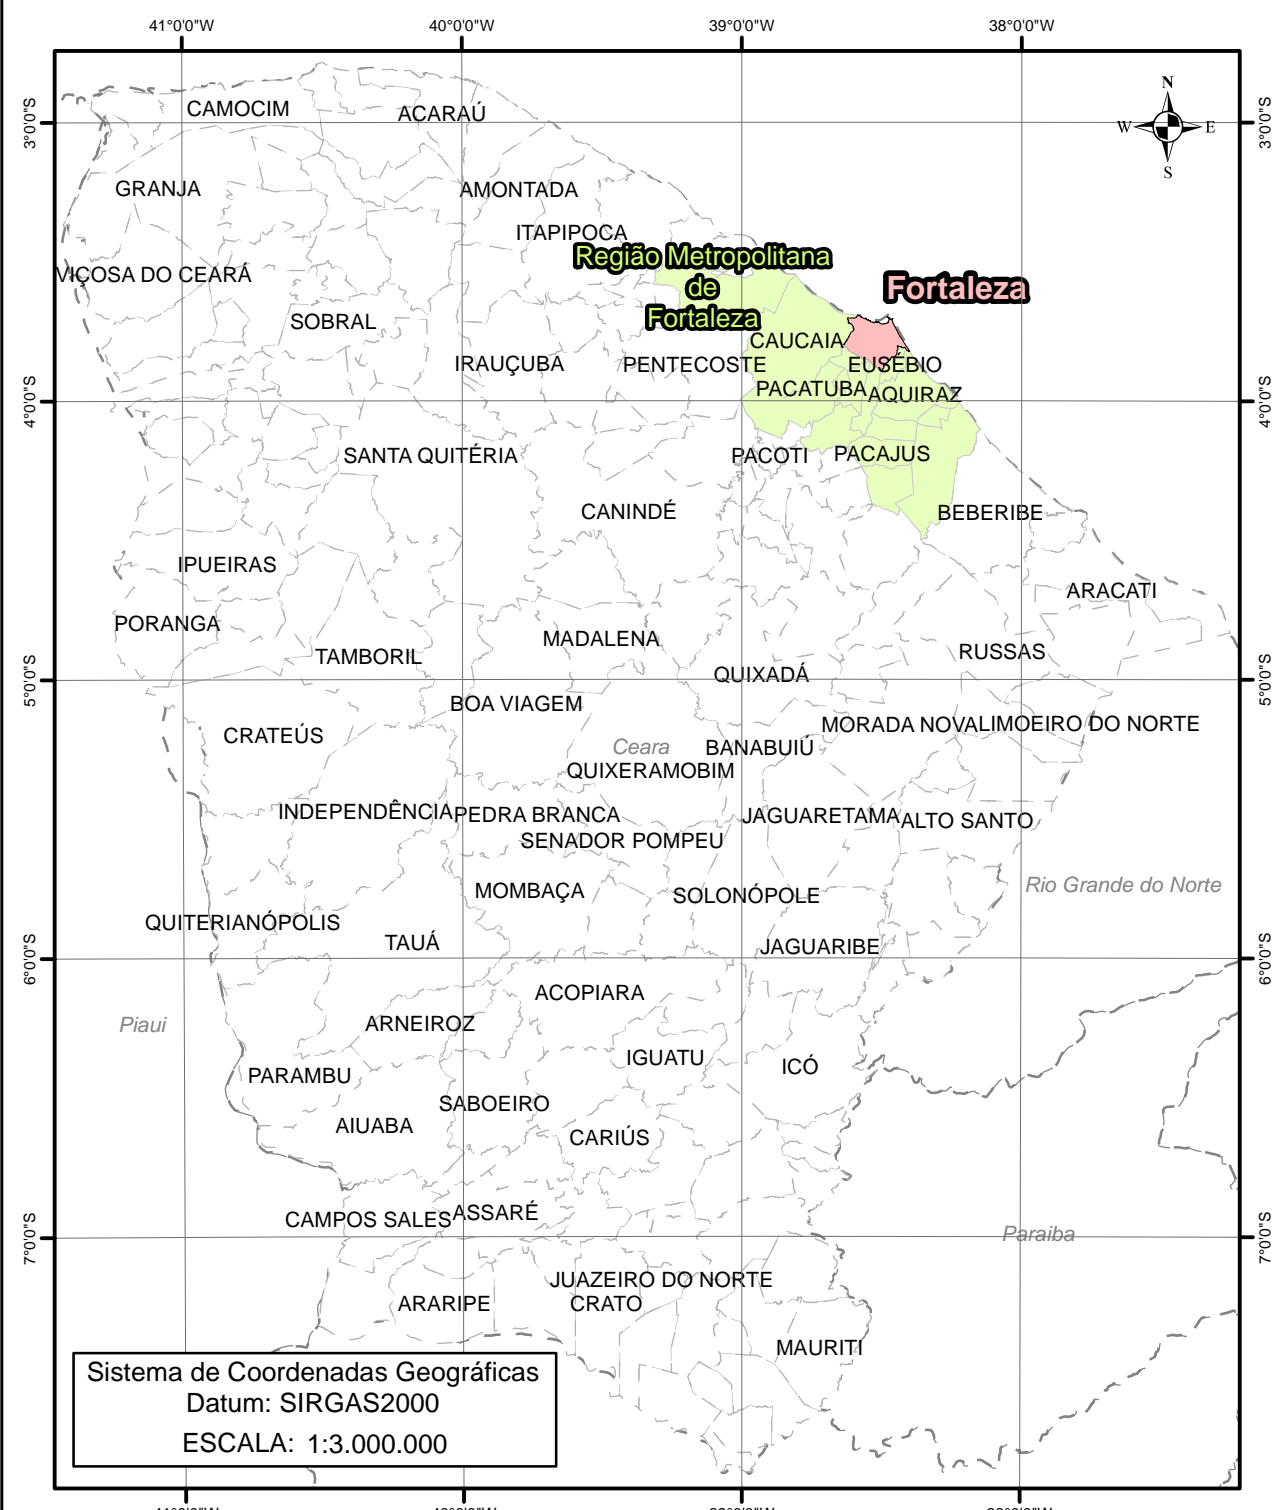 41°0'0"W
40°0'0"W
39°0'0"W
38°0'0"W
3°0'0"S
3°0'0"S
N
W
E
S
CAMOCIM
ACARAÚ
GRANJA
AMONTADA
ITAPIPOCA
Região Metropolitana
de
Fortaleza
Fortaleza
VIÇOSA DO CEARÁ
SOBRAL
CAUCAIA
IRAUÇUBA
PENTECOSTE
EUSÉBIO
PACATUBA
AQUIRAZ
4°0'0"S
4°0'0"S
SANTA QUITÉRIA
PACOTI
PACAJUS
CANINDÉ
BEBERIBE
IPUEIRAS
ARACATI
PORANGA
MADALENA
TAMBORIL
RUSSAS
QUIXADÁ
5°0'0"S
5°0'0"S
BOA VIAGEM
MORADA NOVA
LIMOEIRO DO NORTE
CRATEÚS
Ceara
BANABUIÚ
QUIXERAMOBIM
INDEPENDÊNCIA
PEDRA BRANCA
JAGUARETAMA
ALTO SANTO
SENADOR POMPEU
MOMBAÇA
SOLONÓPOLE
Rio Grande do Norte
QUITERIANÓPOLIS
TAUÁ
JAGUARIBE
6°0'0"S
6°0'0"S
ACOPIARA
Piaui
ARNEIROZ
IGUATU
ICÓ
PARAMBU
SABOEIRO
AIUABA
CARIÚS
CAMPOS SALES
ASSARÉ
Paraiba
7°0'0"S
7°0'0"S
JUAZEIRO DO NORTE
ARARIPE
CRATO
MAURITI
Sistema de Coordenadas Geográficas
Datum: SIRGAS2000
ESCALA: 1:3.000.000